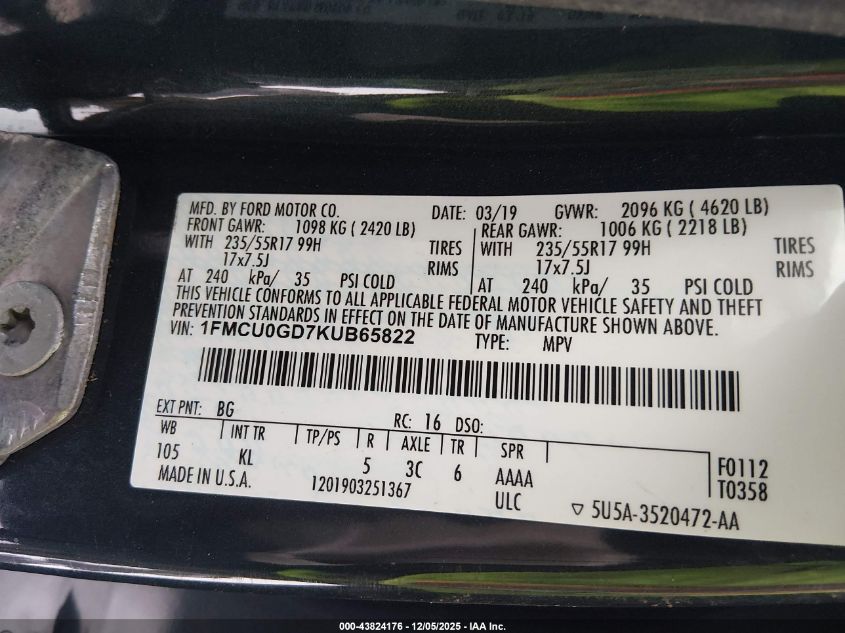 MFD. BY FORD MOTOR CO. DATE: 03/19 GVWR: 2096 KG ( 4620 LB)
FRONT GAWR: 1098 KG ( 2420 LB) REAR GAWR: 1006 KG ( 2218 LB)
WITH 235/55R17 99H TIRES WITH 235/55R17 99H TIRES
17x7.5J RIMS 17x7.5J RIMS
AT 240 kPa/ 35 PSI COLD AT 240 kPa/ 35 PSI COLD
THIS VEHICLE CONFORMS TO ALL APPLICABLE FEDERAL MOTOR VEHICLE SAFETY AND THEFT
PREVENTION STANDARDS IN EFFECT ON THE DATE OF MANUFACTURE SHOWN ABOVE.
VIN: 1FMCU0GD7KUB65822 TYPE: MPV
EXT PNT: BG RC: 16 DSO:
WB INT TR TP/PS R AXLE TR SPR
105 KL 5 3C 6 AAAA F0112
MADE IN U.S.A. 1201903251367 ULC T0358
▽ 5U5A-3520472-AA
000-43824176 - 12/05/2025 - IAA Inc.